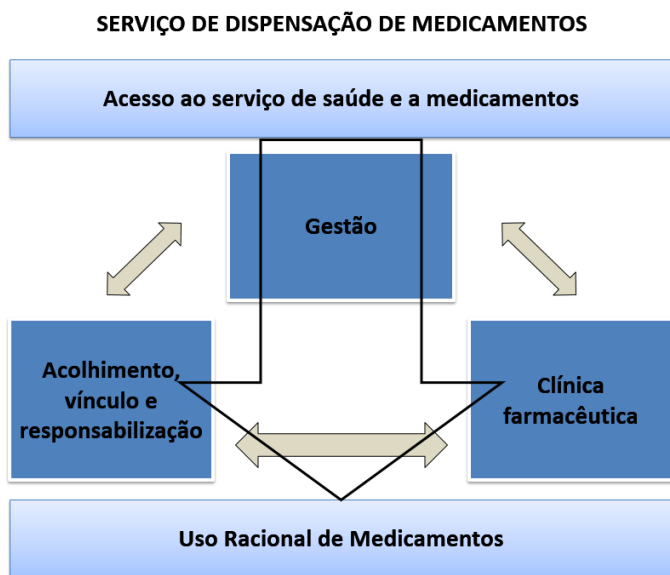 SERVIÇO DE DISPENSAÇÃO DE MEDICAMENTOS
Acesso ao serviço de saúde e a medicamentos
Gestão
Acolhimento,
vínculo e
responsabilização
Clínica
farmacêutica
Uso Racional de Medicamentos